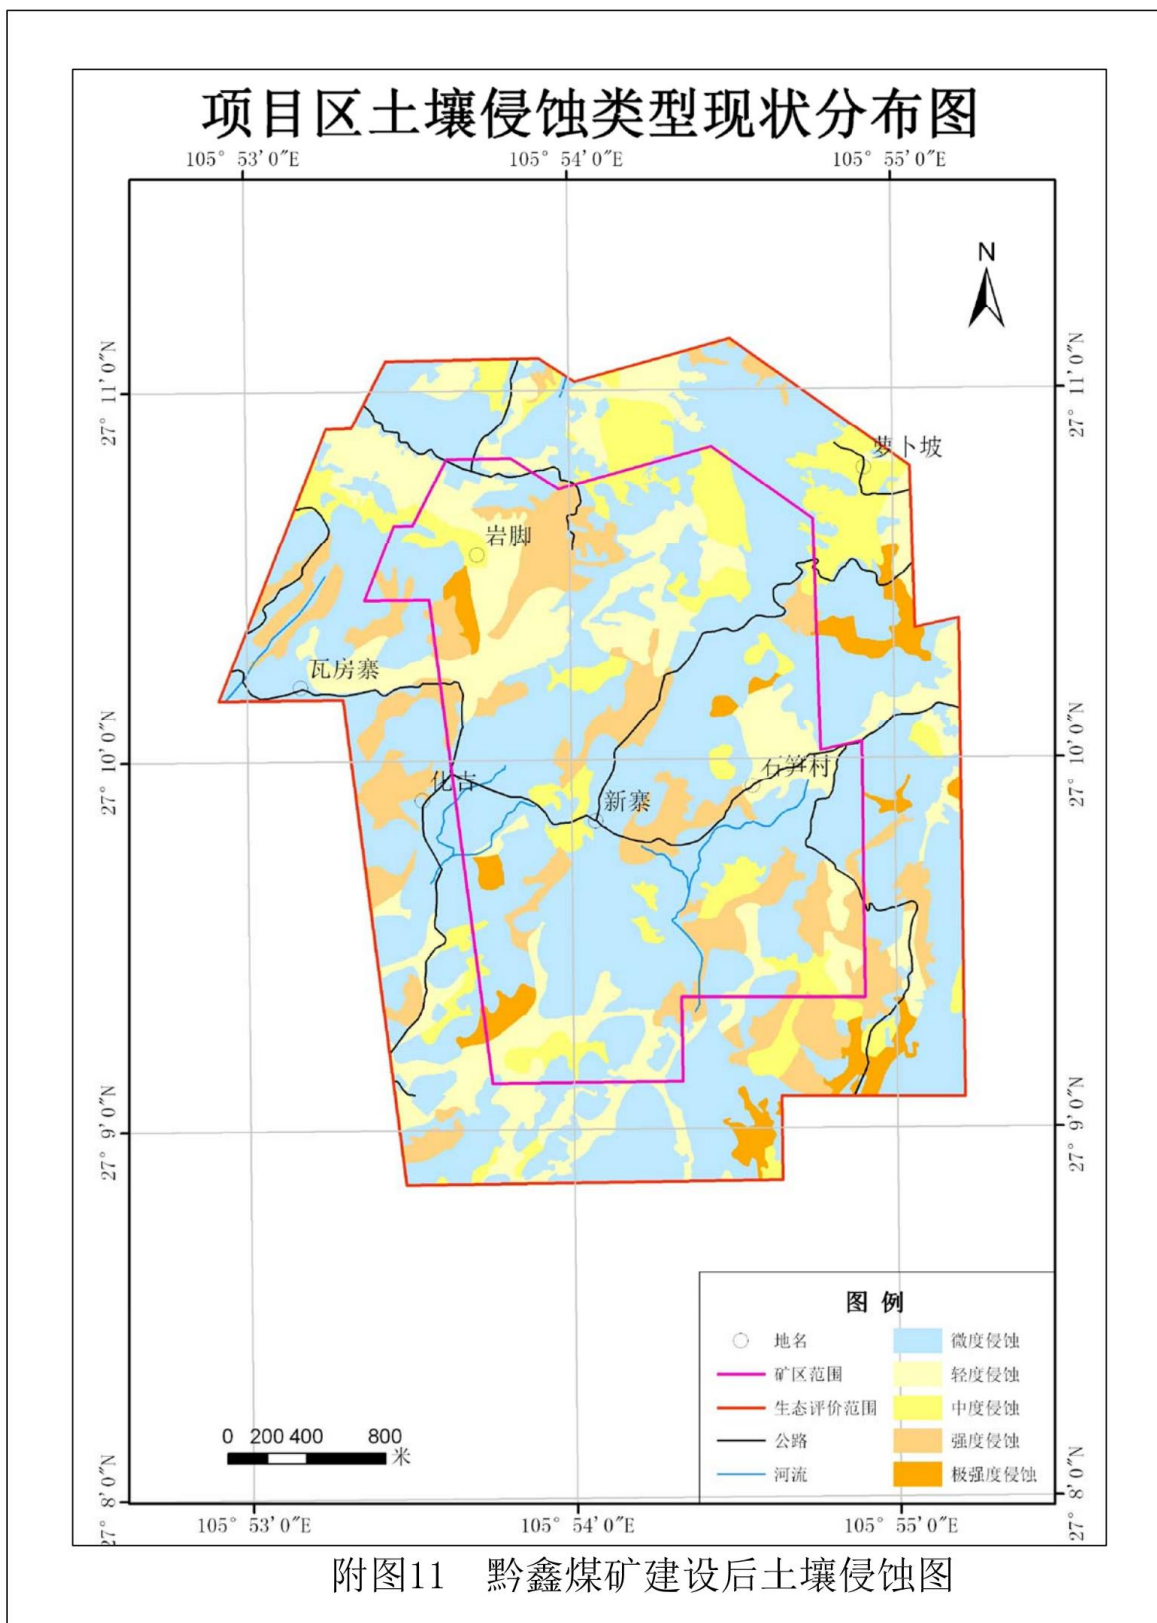 项目区土壤侵蚀类型现状分布图
105° 53′ 0″E 105° 54′ 0″E 105° 55′ 0″E
N
27° 11′ 0″N 27° 11′ 0″N
萝卜坡
岩脚
瓦房寨
27° 10′ 0″N 27° 10′ 0″N
化吉
石笋村
新寨
27° 9′ 0″N 27° 9′ 0″N
图 例
地名 微度侵蚀
矿区范围 轻度侵蚀
生态评价范围 中度侵蚀
公路 强度侵蚀
河流 极强度侵蚀
0 200 400 800
米
27° 8′ 0″N 27° 8′ 0″N
105° 53′ 0″E 105° 54′ 0″E 105° 55′ 0″E
附图11 黔鑫煤矿建设后土壤侵蚀图